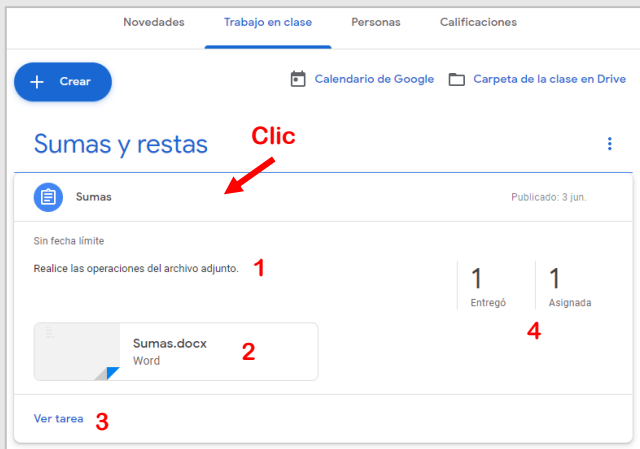 Novedades Trabajo en clase Personas Calificaciones
Crear Calendario de Google Carpeta de la clase en Drive
Sumas y restas Clic
Sumas Publicado: 3 jun.
Sin fecha límite
Realice las operaciones del archivo adjunto. 1
1 1
Entregó Asignada
4
Sumas.docx
Word 2
Ver tarea 3